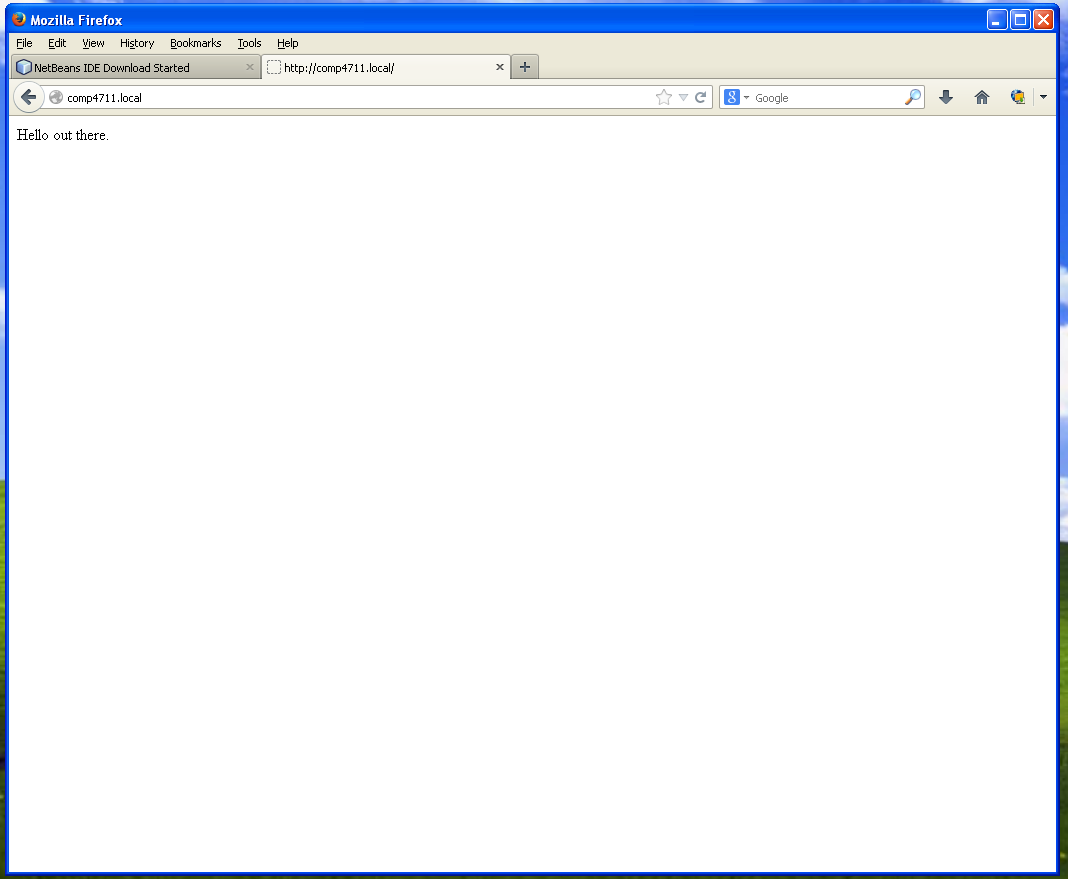 Mozilla Firefox
File Edit View History Bookmarks Tools Help
NetBeans IDE Download Started http://comp4711.local/
comp4711.local 8 Google
Hello out there.